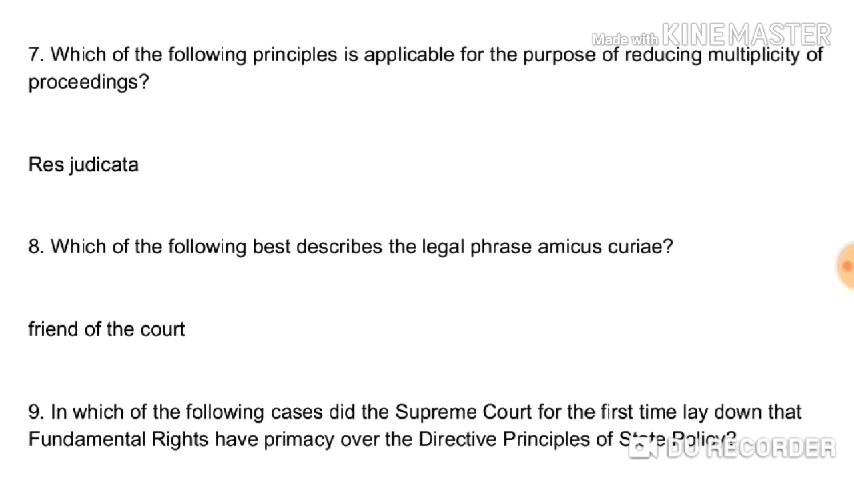 Made with KINEMASTER
7. Which of the following principles is applicable for the purpose of reducing multiplicity of
proceedings?
Res judicata
8. Which of the following best describes the legal phrase amicus curiae?
friend of the court
9. In which of the following cases did the Supreme Court for the first time lay down that
Fundamental Rights have primacy over the Directive Principles of State Policy?
DU RECORDER